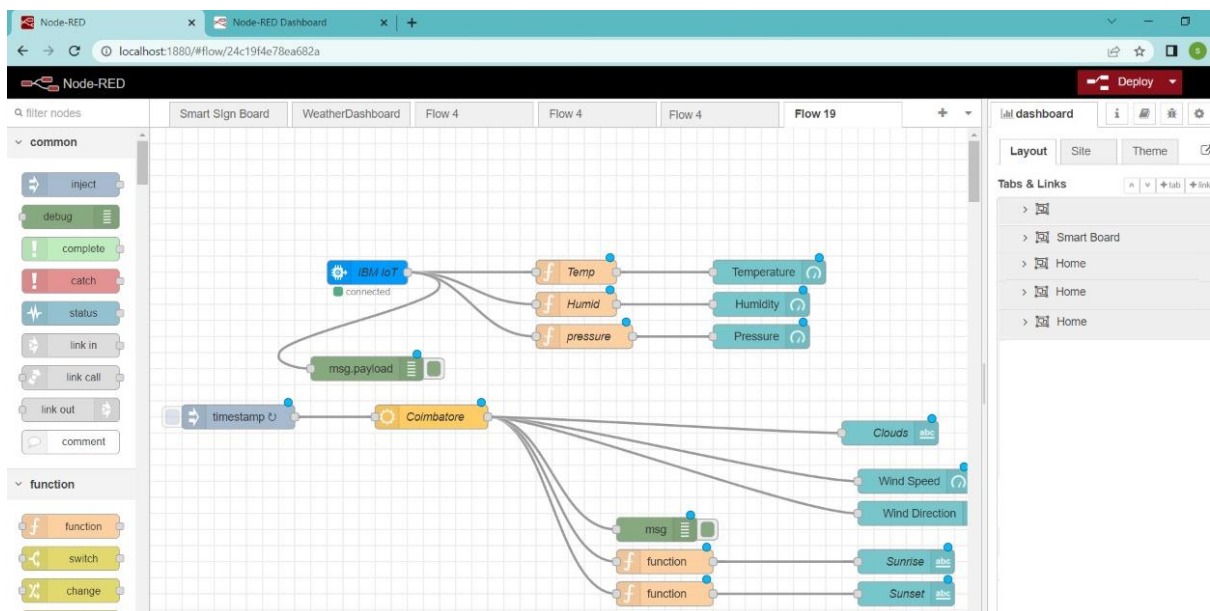 Node-RED
Node-RED Dashboard
localhost:1880/#flow/24c19f4e78ea682a
S
Node-RED
Deploy
filter nodes
common
inject
debug
complete
catch
status
link in
link call
link out
comment
function
function
switch
change
Smart SIgn Board
WeatherDashboard
Flow 4
Flow 4
Flow 4
Flow 19
IBM IoT
connected
Temp
Temperature
Humid
Humidity
pressure
Pressure
msg.payload
timestamp ↻
Coimbatore
Clouds abc
Wind Speed
Wind Direction
msg
function
Sunrise abc
function
Sunset abc
dashboard
i
Layout
Site
Theme
Tabs & Links
+tab
+link
Smart Board
Home
Home
Home